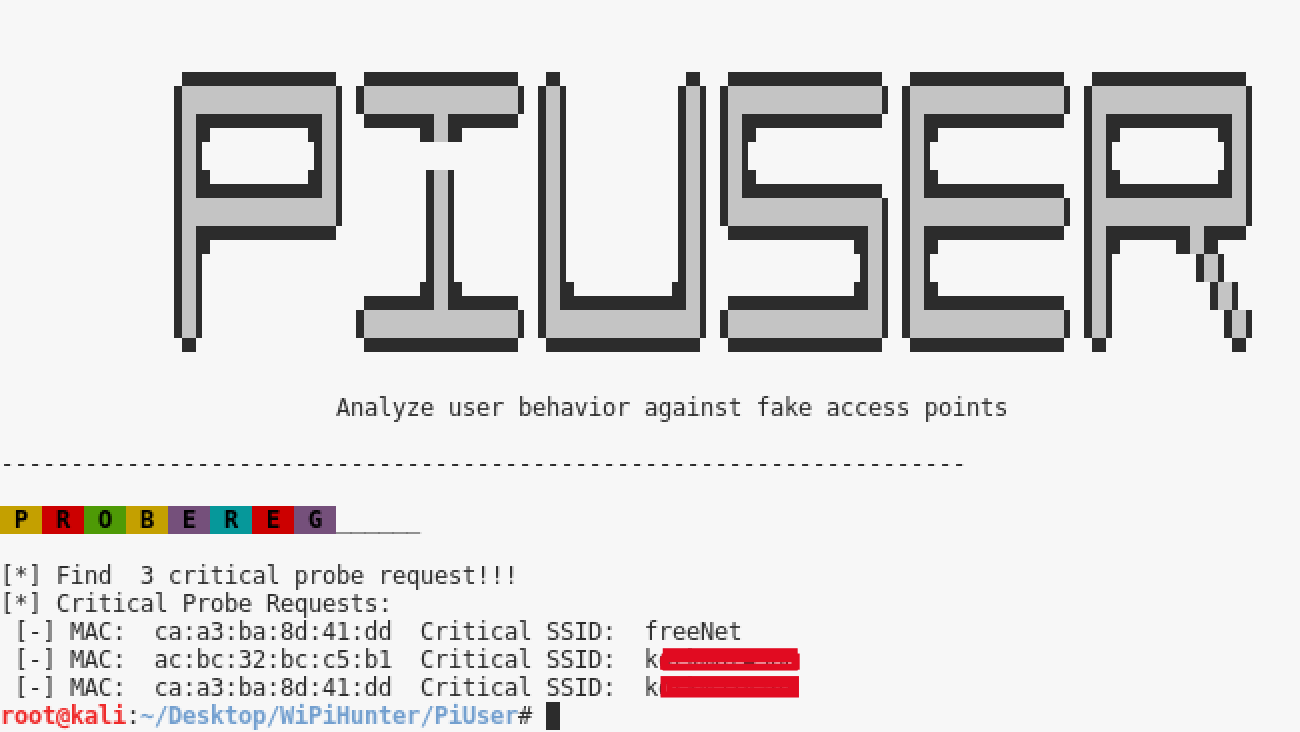 PIUSER
Analyze user behavior against fake access points
---------------------------------------------------------------------
P R O B E R E G______
[*] Find  3 critical probe request!!!
[*] Critical Probe Requests:
[-] MAC:  ca:a3:ba:8d:41:dd  Critical SSID:  freeNet
[-] MAC:  ac:bc:32:bc:c5:b1  Critical SSID:
[-] MAC:  ca:a3:ba:8d:41:dd  Critical SSID:
root@kali:~/Desktop/WiPiHunter/PiUser#